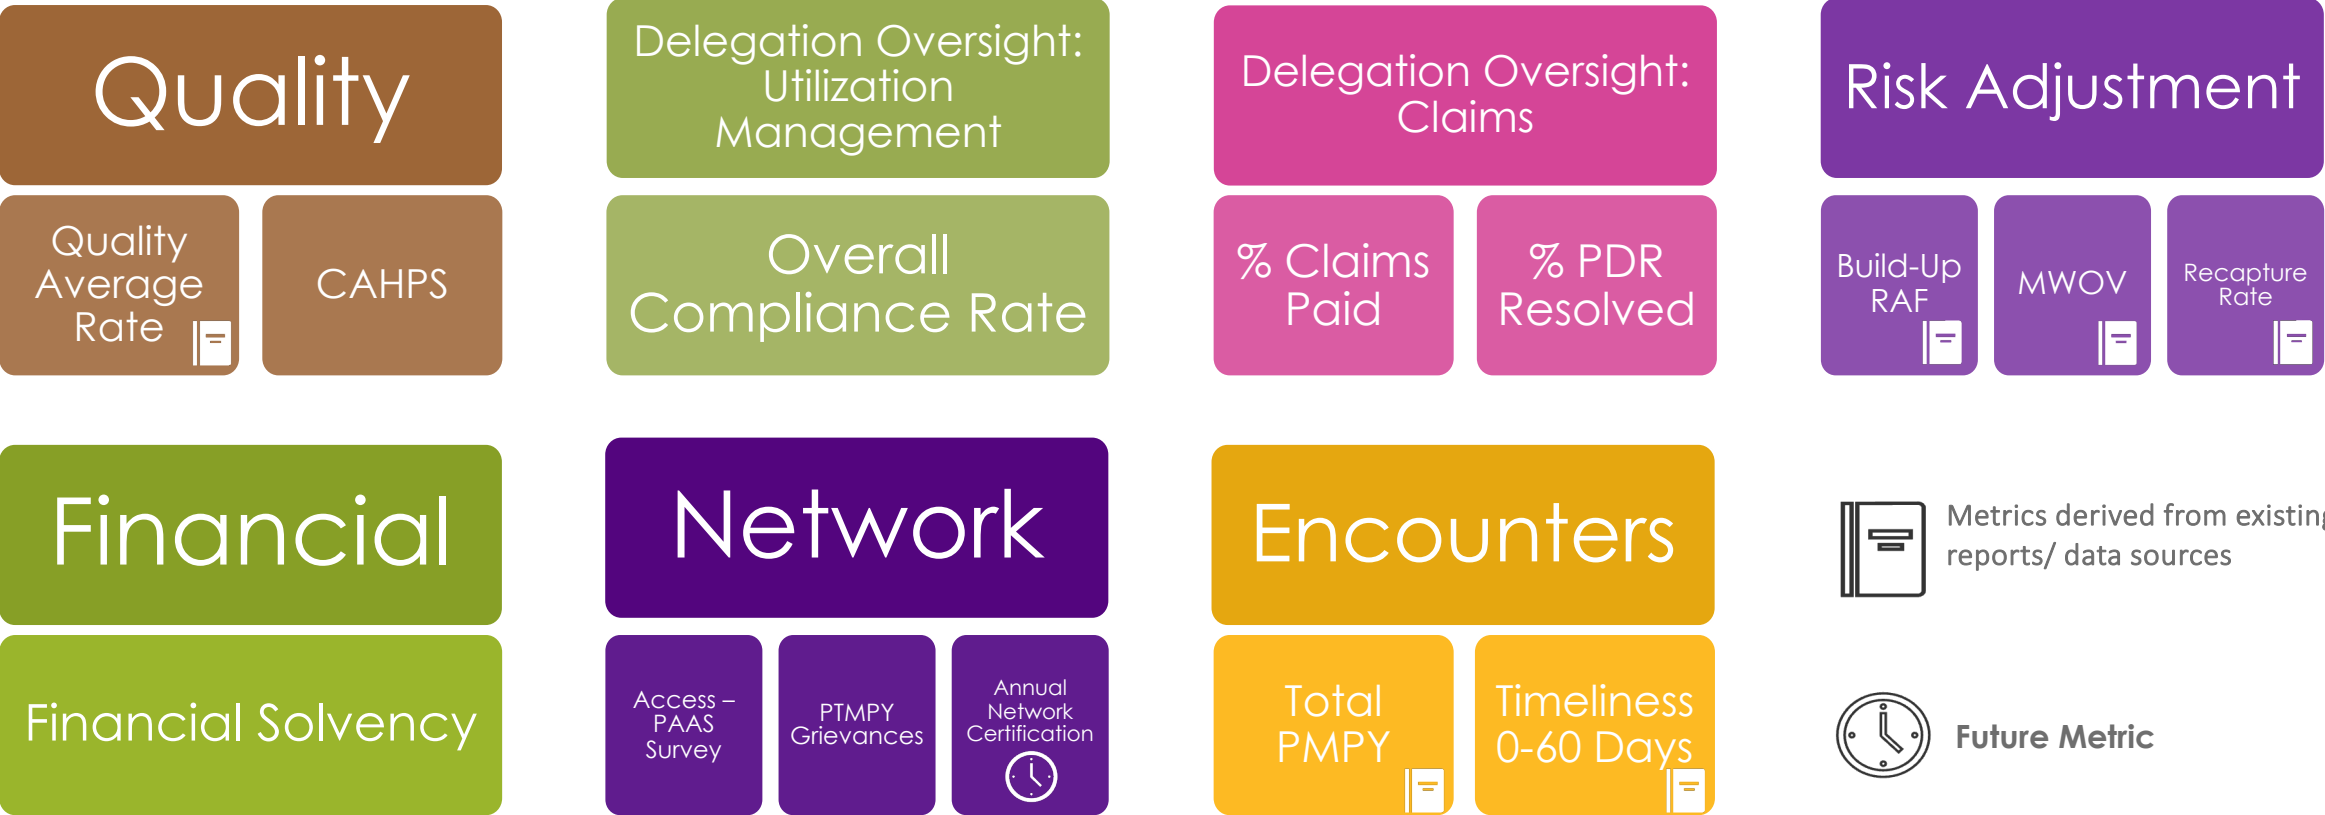 Quality
Quality
Average
Rate
CAHPS
Delegation Oversight:
Utilization
Management
Overall
Compliance Rate
Delegation Oversight:
Claims
% Claims
Paid
% PDR
Resolved
Risk Adjustment
Build-Up
RAF
MWOV
Recapture
Rate
Financial
Financial Solvency
Network
Access –
PAAS
Survey
PTMPY
Grievances
Annual
Network
Certification
Encounters
Total
PMPY
Timeliness
0-60 Days
Metrics derived from existing
reports/ data sources
Future Metric